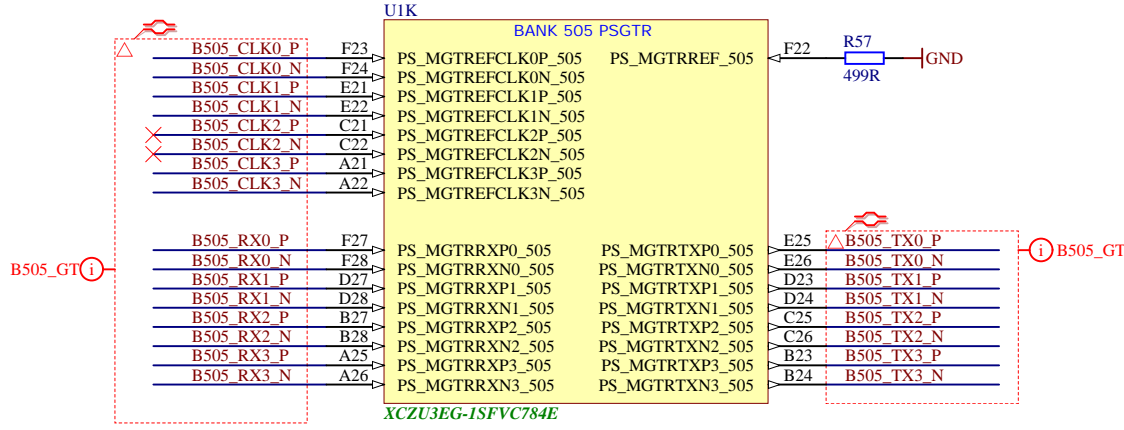 U1K
BANK 505 PSGTR
B505_CLK0_P F23 PS_MGTREFCLK0P_505 PS_MGTRREF_505 F22 R57 499R GND
B505_CLK0_N F24 PS_MGTREFCLK0N_505
B505_CLK1_P E21 PS_MGTREFCLK1P_505
B505_CLK1_N E22 PS_MGTREFCLK1N_505
B505_CLK2_P C21 PS_MGTREFCLK2P_505
B505_CLK2_N C22 PS_MGTREFCLK2N_505
B505_CLK3_P A21 PS_MGTREFCLK3P_505
B505_CLK3_N A22 PS_MGTREFCLK3N_505
B505_RX0_P F27 PS_MGTRRXP0_505 PS_MGTRTXP0_505 E25 B505_TX0_P
B505_GT i B505_RX0_N F28 PS_MGTRRXN0_505 PS_MGTRTXN0_505 E26 B505_TX0_N i B505_GT
B505_RX1_P D27 PS_MGTRRXP1_505 PS_MGTRTXP1_505 D23 B505_TX1_P
B505_RX1_N D28 PS_MGTRRXN1_505 PS_MGTRTXN1_505 D24 B505_TX1_N
B505_RX2_P B27 PS_MGTRRXP2_505 PS_MGTRTXP2_505 C25 B505_TX2_P
B505_RX2_N B28 PS_MGTRRXN2_505 PS_MGTRTXN2_505 C26 B505_TX2_N
B505_RX3_P A25 PS_MGTRRXP3_505 PS_MGTRTXP3_505 B23 B505_TX3_P
B505_RX3_N A26 PS_MGTRRXN3_505 PS_MGTRTXN3_505 B24 B505_TX3_N
XCZU3EG-1SFVC784E